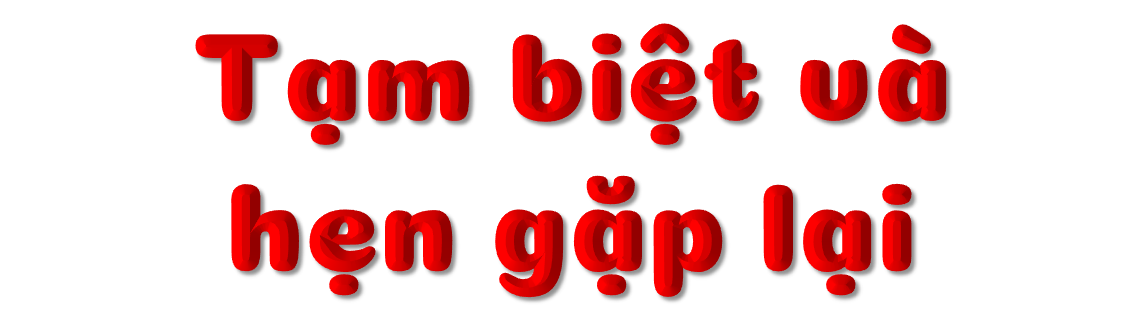 Tạm biệt và
hẹn gặp lại